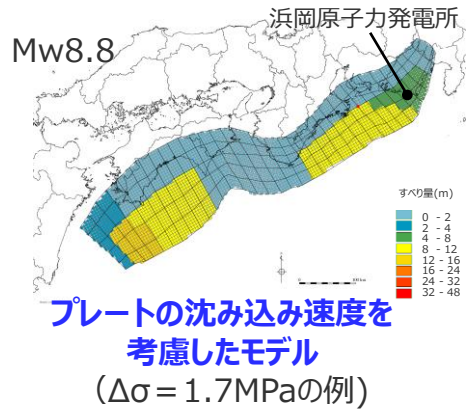 浜岡原子力発電所
Mw8.8
すべり量(m)
0 - 2
2 - 4
4 - 8
8 - 12
12 - 16
16 - 24
24 - 32
32 - 48
100 km
プレートの沈み込み速度を
考慮したモデル
（Δσ＝1.7MPaの例)